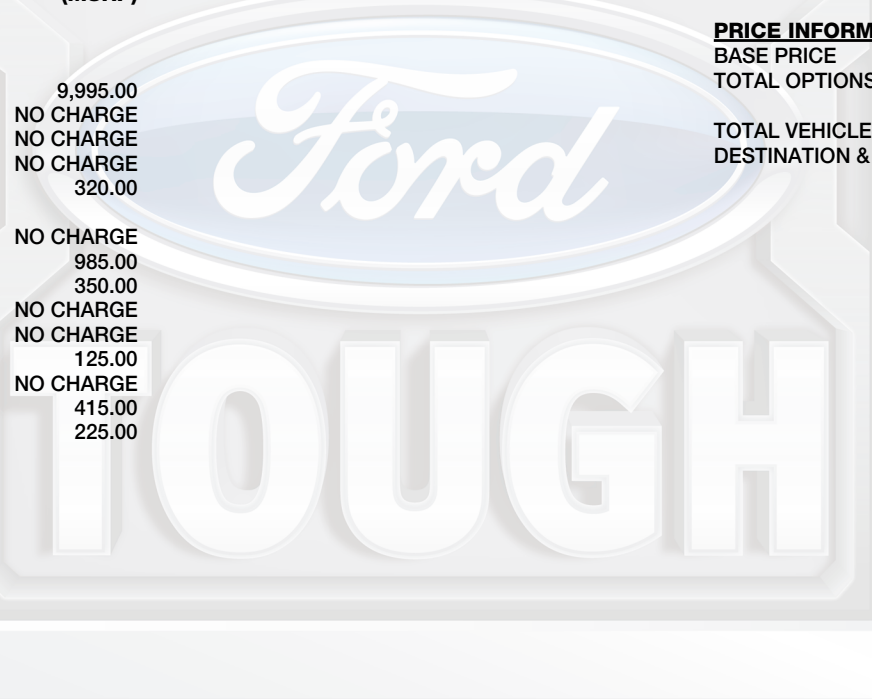 9,995.00
NO CHARGE
NO CHARGE
NO CHARGE
320.00
NO CHARGE
985.00
350.00
NO CHARGE
NO CHARGE
125.00
NO CHARGE
415.00
225.00
PRICE INFORM
BASE PRICE
TOTAL OPTIONS
TOTAL VEHICLE
DESTINATION &
Ford
TOUGH